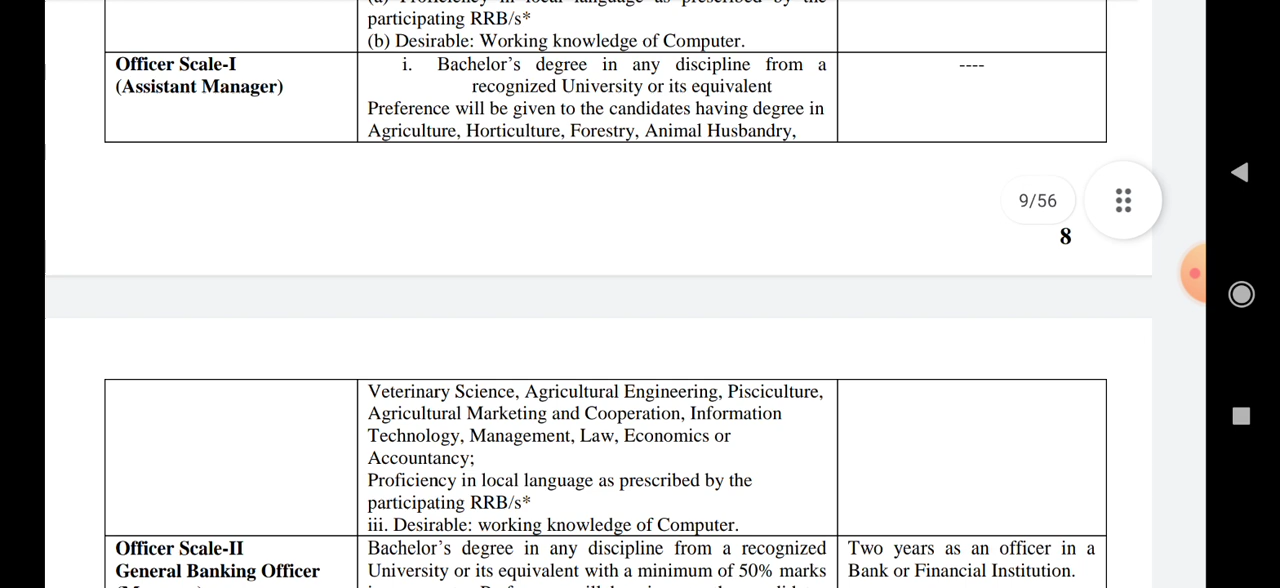 participating RRB/s*
(b) Desirable: Working knowledge of Computer.
Officer Scale-I
(Assistant Manager)
i. Bachelor's degree in any discipline from a
recognized University or its equivalent
Preference will be given to the candidates having degree in
Agriculture, Horticulture, Forestry, Animal Husbandry,
----
9/56
8
Veterinary Science, Agricultural Engineering, Pisciculture,
Agricultural Marketing and Cooperation, Information
Technology, Management, Law, Economics or
Accountancy;
Proficiency in local language as prescribed by the
participating RRB/s*
iii. Desirable: working knowledge of Computer.
Officer Scale-II
General Banking Officer
Bachelor's degree in any discipline from a recognized
University or its equivalent with a minimum of 50% marks
Two years as an officer in a
Bank or Financial Institution.